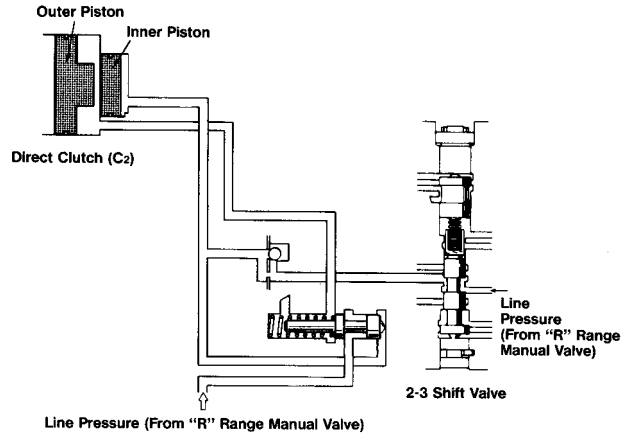 Outer Piston
Inner Piston
Direct Clutch (C2)
Line
Pressure
(From “R” Range
Manual Valve)
2-3 Shift Valve
Line Pressure (From “R” Range Manual Valve)